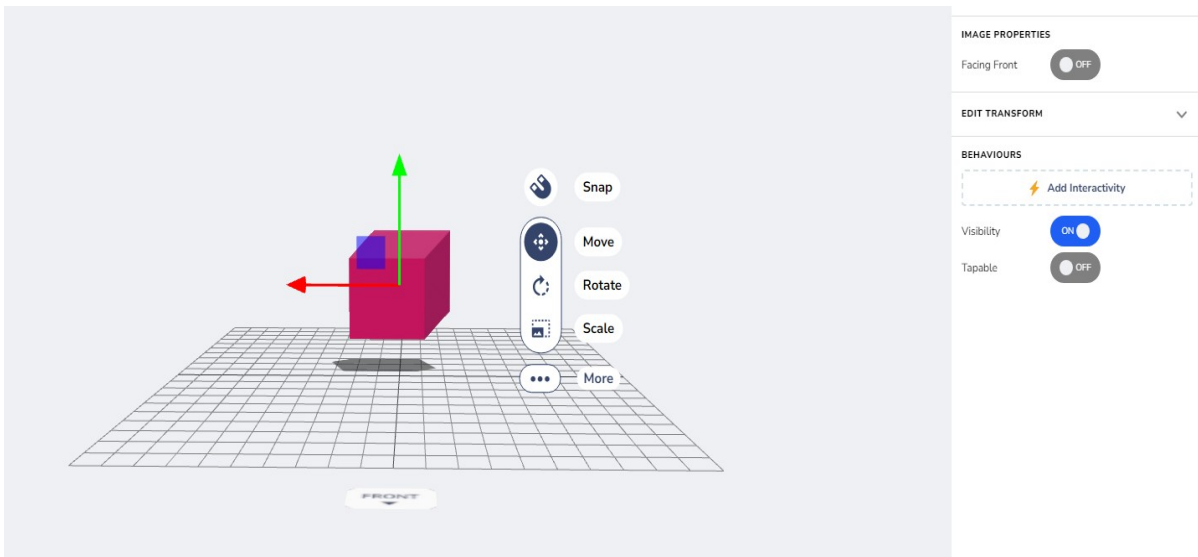 IMAGE PROPERTIES
Facing Front
OFF
EDIT TRANSFORM
BEHAVIOURS
Add Interactivity
Visibility
ON
Tapable
OFF
Snap
Move
Rotate
Scale
More
FRONT